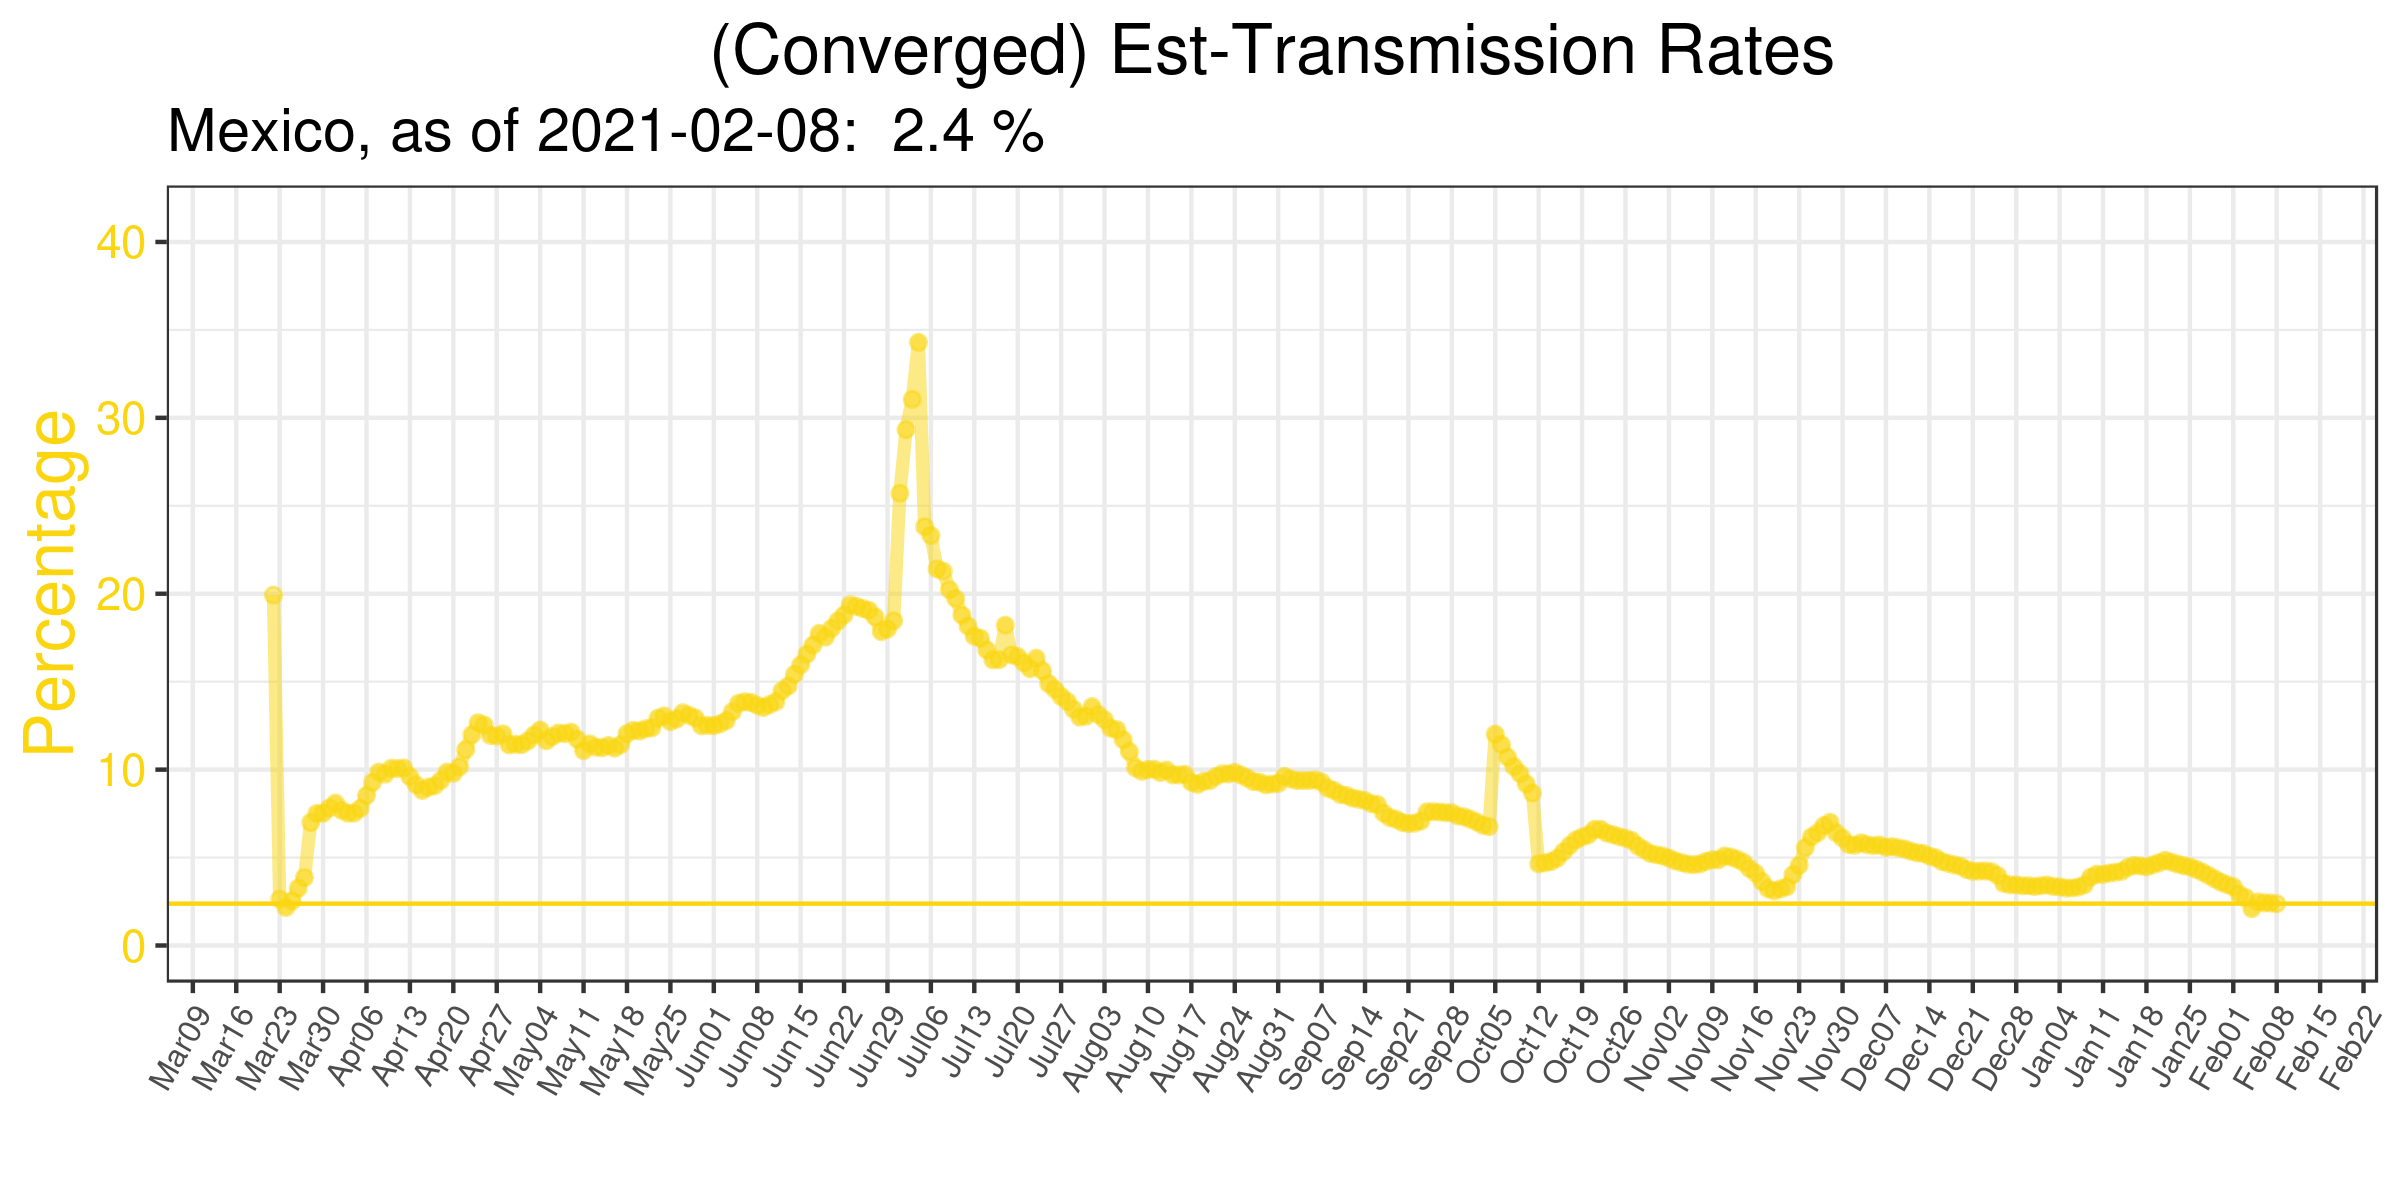 (Converged) Est-Transmission Rates
Mexico, as of 2021-02-08:  2.4 %
Percentage
40
30
20
10
0
Mar09
Mar16
Mar23
Mar30
Apr06
Apr13
Apr20
Apr27
May04
May11
May18
May25
Jun01
Jun08
Jun15
Jun22
Jun29
Jul06
Jul13
Jul20
Jul27
Aug03
Aug10
Aug17
Aug24
Aug31
Sep07
Sep14
Sep21
Sep28
Oct05
Oct12
Oct19
Oct26
Nov02
Nov09
Nov16
Nov23
Nov30
Dec07
Dec14
Dec21
Dec28
Jan04
Jan11
Jan18
Jan25
Feb01
Feb08
Feb15
Feb22